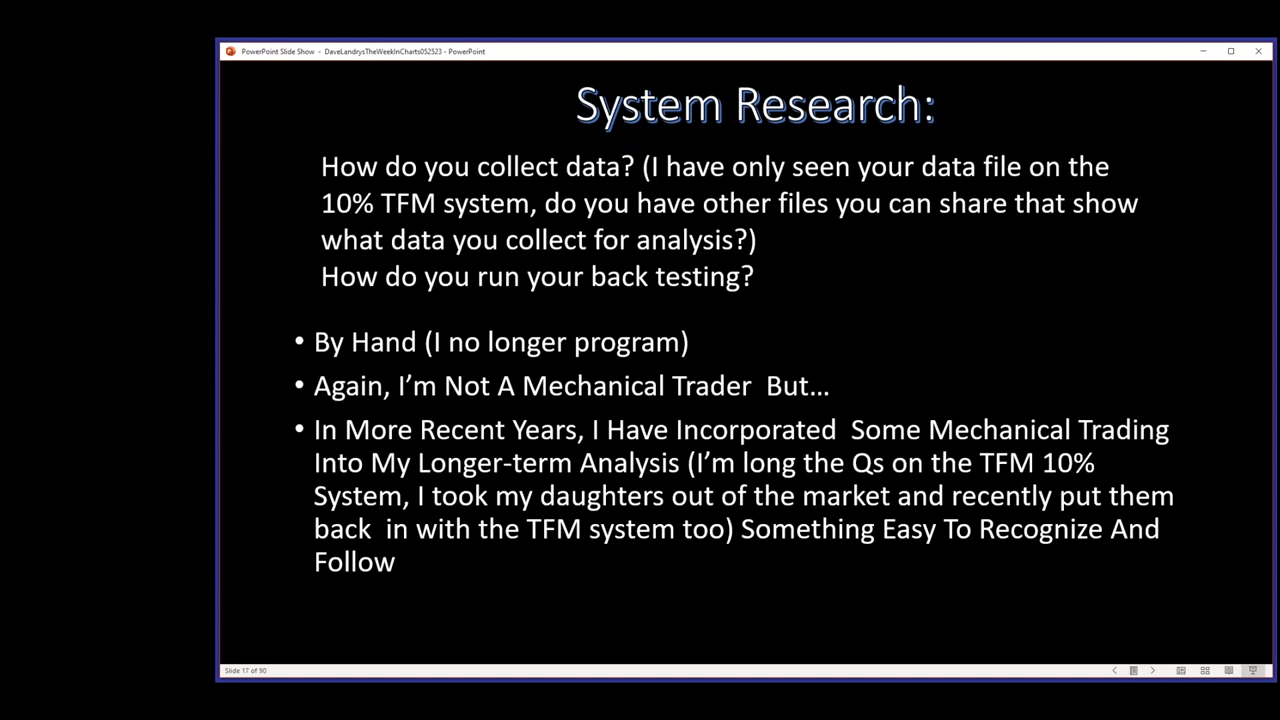 PowerPoint Slide Show - DaveLandrysTheWeekInCharts052523 - PowerPoint
System Research:
How do you collect data? (I have only seen your data file on the
10% TFM system, do you have other files you can share that show
what data you collect for analysis?)
How do you run your back testing?
• By Hand (I no longer program)
• Again, I'm Not A Mechanical Trader But...
• In More Recent Years, I Have Incorporated Some Mechanical Trading
Into My Longer-term Analysis (I'm long the Qs on the TFM 10%
System, I took my daughters out of the market and recently put them
back in with the TFM system too) Something Easy To Recognize And
Follow
Slide 17 of 90